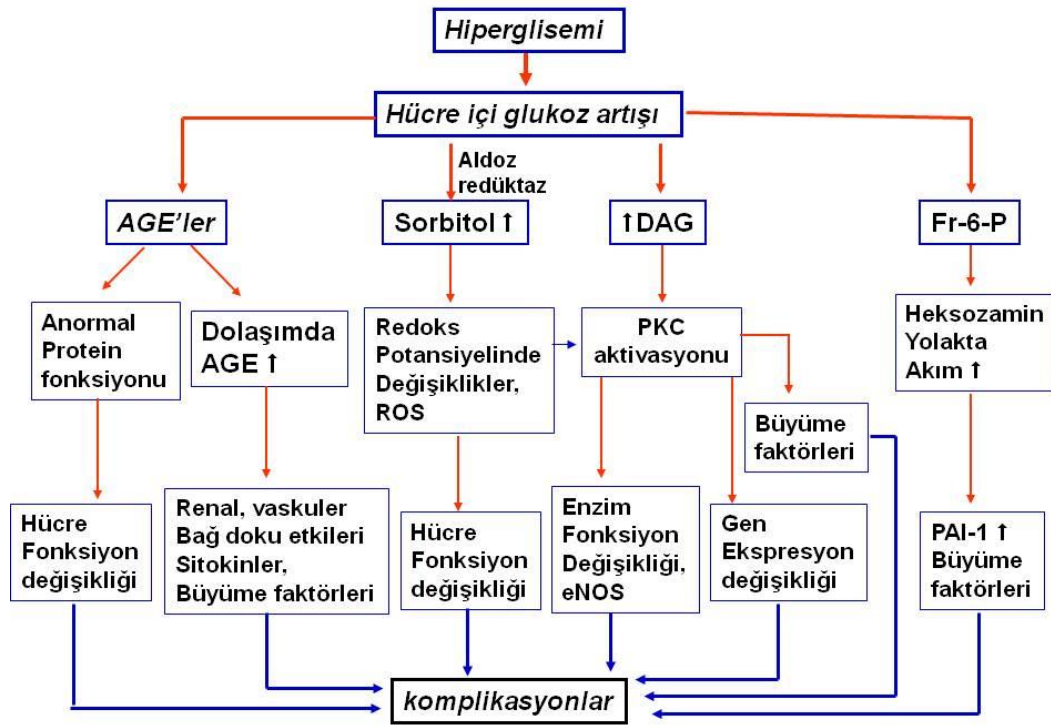 Hiperglisemi
Hücre içi glukoz artışı
Aldoz
redüktaz
AGE’ler
Sorbitol ↑
↑DAG
Fr-6-P
Anormal
Protein
fonksiyonu
Dolaşımda
AGE ↑
Redoks
Potansiyelinde
Değişiklikler,
ROS
PKC
aktivasyonu
Büyüme
faktörleri
Heksozamin
Yolakta
Akım ↑
Hücre
Fonksiyon
değişikliği
Renal, vaskuler
Bağ doku etkileri
Sitokinler,
Büyüme faktörleri
Hücre
Fonksiyon
değişikliği
Enzim
Fonksiyon
Değişikliği,
eNOS
Gen
Ekspresyon
değişikliği
PAI-1 ↑
Büyüme
faktörleri
komplikasyonlar